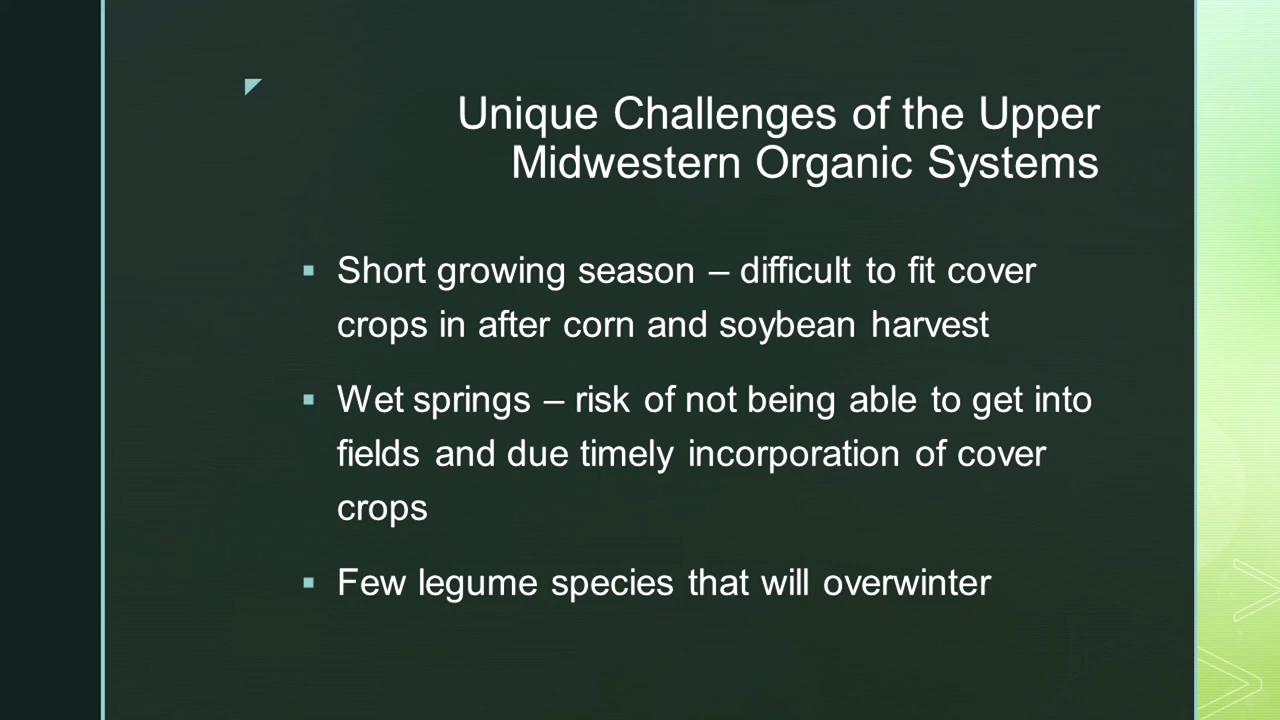 Unique Challenges of the Upper
Midwestern Organic Systems
▪ Short growing season – difficult to fit cover
crops in after corn and soybean harvest
▪ Wet springs – risk of not being able to get into
fields and due timely incorporation of cover
crops
▪ Few legume species that will overwinter